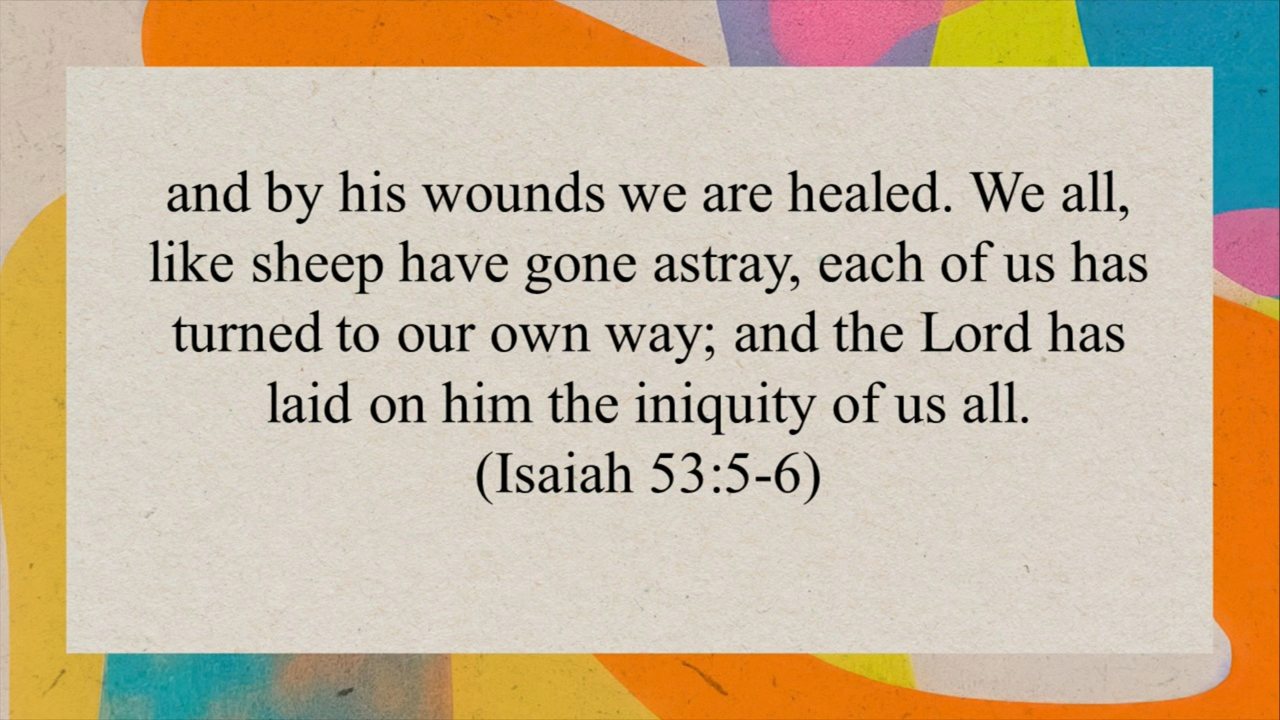 and by his wounds we are healed. We all,
like sheep have gone astray, each of us has
turned to our own way; and the Lord has
laid on him the iniquity of us all.
(Isaiah 53:5-6)